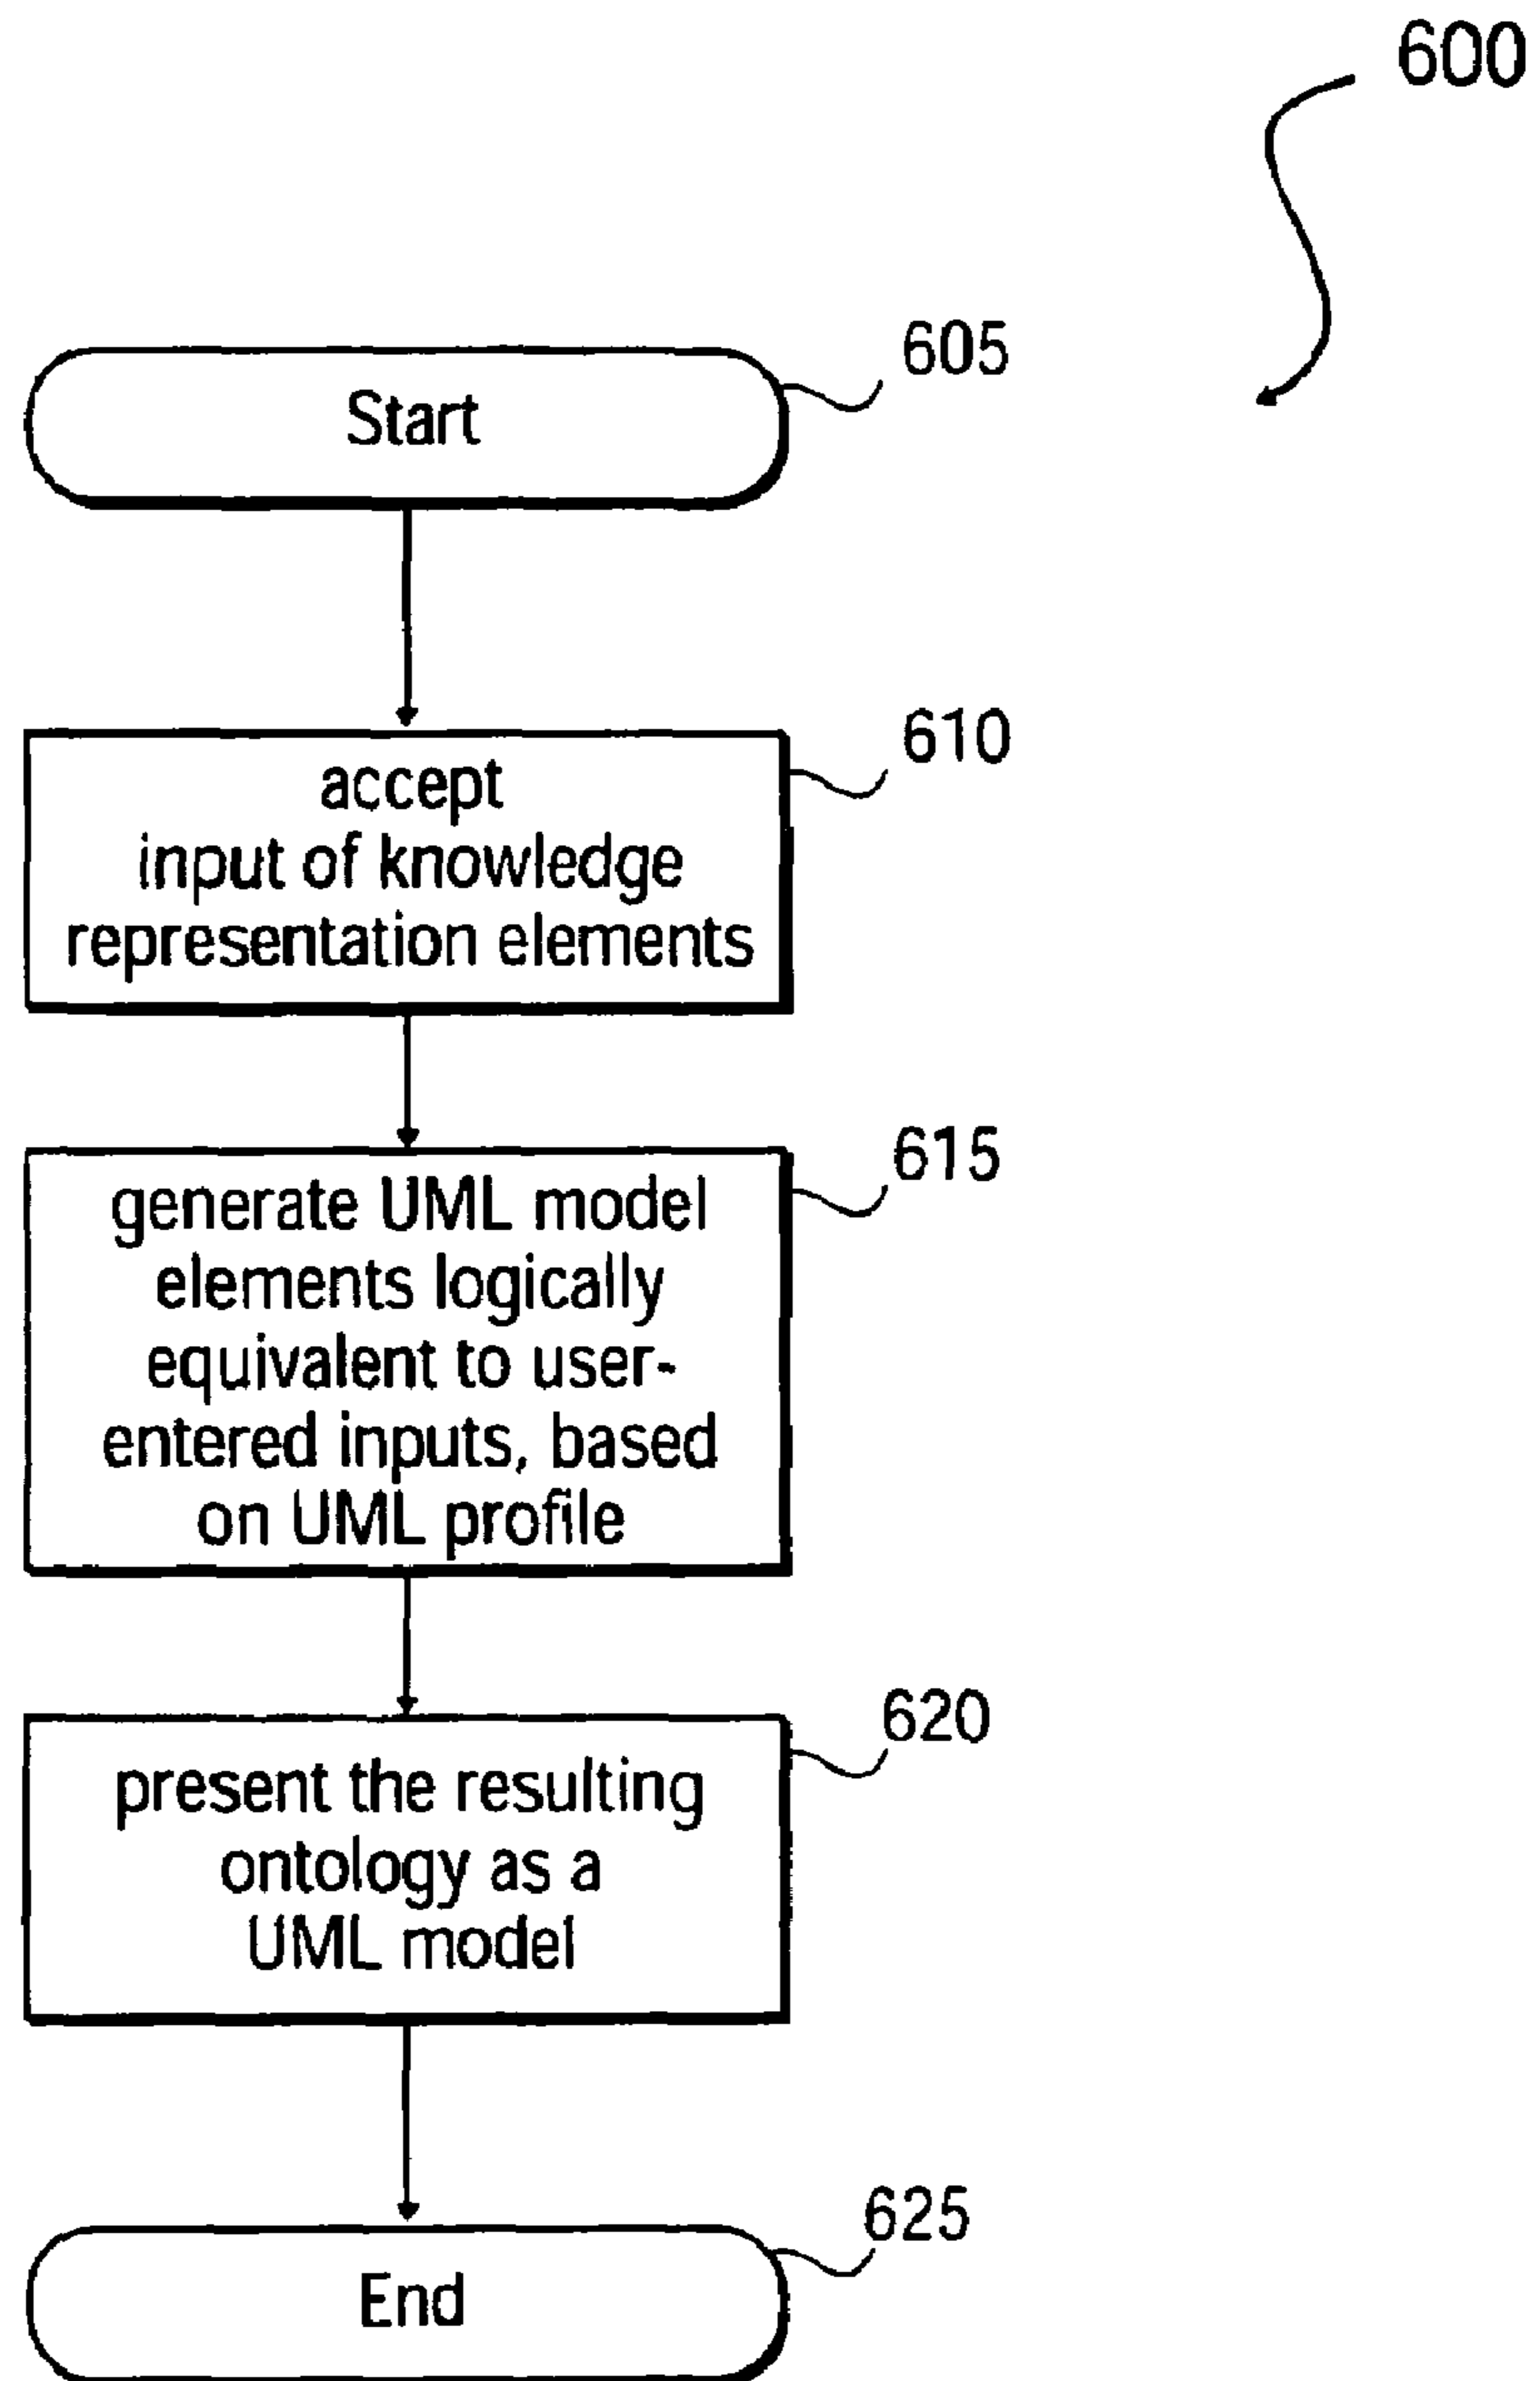 600
605
Start
610
accept
input of knowledge
representation elements
615
generate UML model
elements logically
equivalent to user-
entered inputs, based
on UML profile
620
present the resulting
ontology as a
UML model
625
End